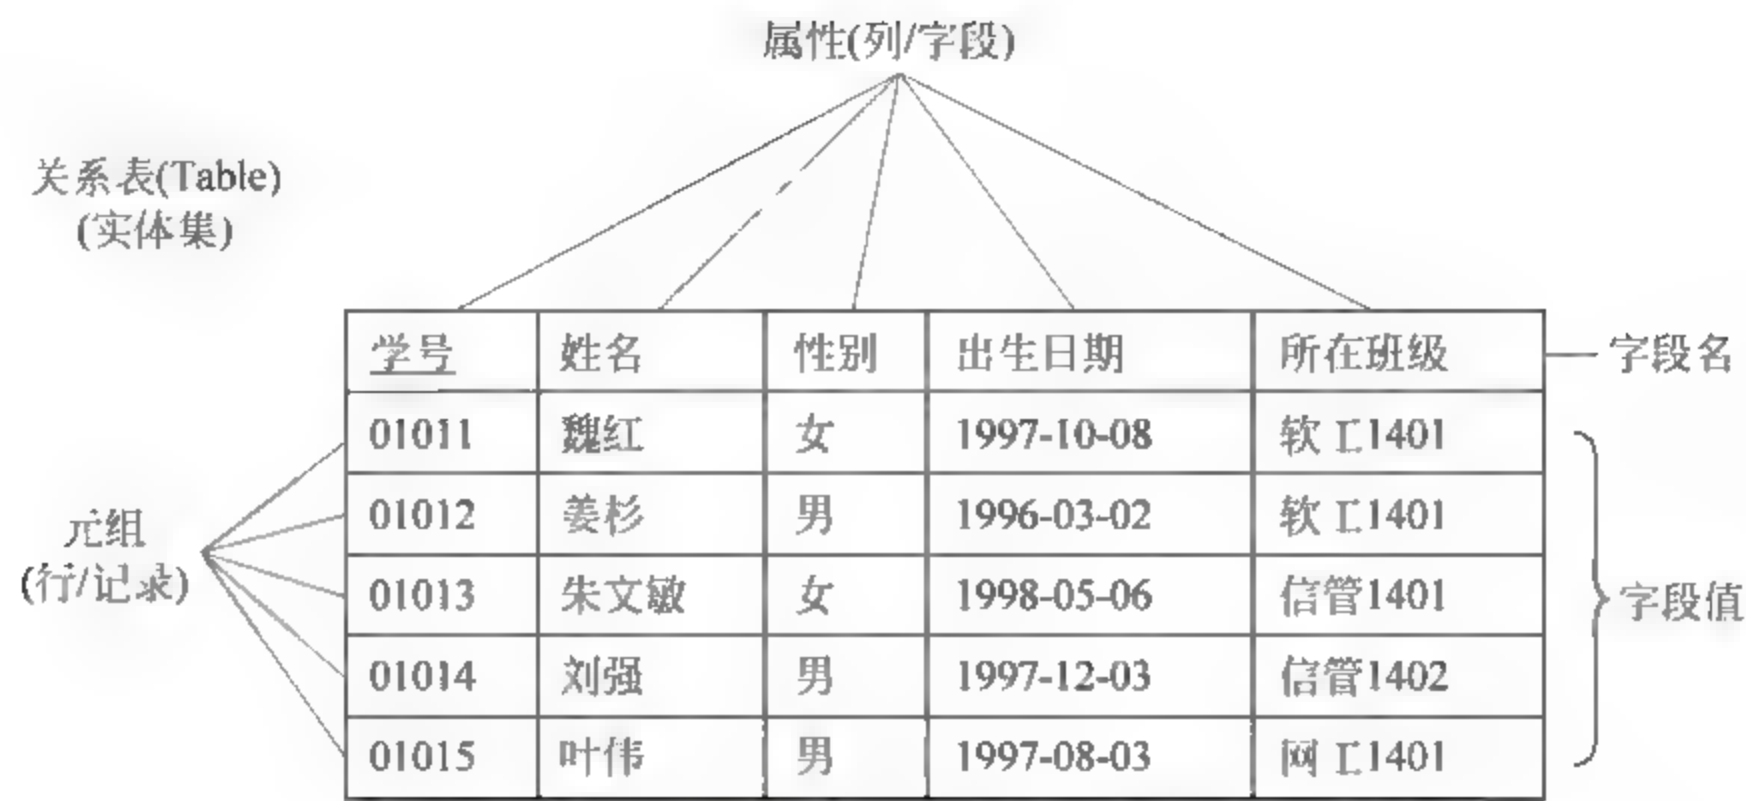 属性(列/字段)
关系表(Table)
(实体集)
学号 姓名 性别 出生日期 所在班级 字段名
01011 魏红 女 1997-10-08 软工1401
01012 姜杉 男 1996-03-02 软工1401
元组
(行/记录)
01013 朱文敏 女 1998-05-06 信管1401
字段值
01014 刘强 男 1997-12-03 信管1402
01015 叶伟 男 1997-08-03 网工1401